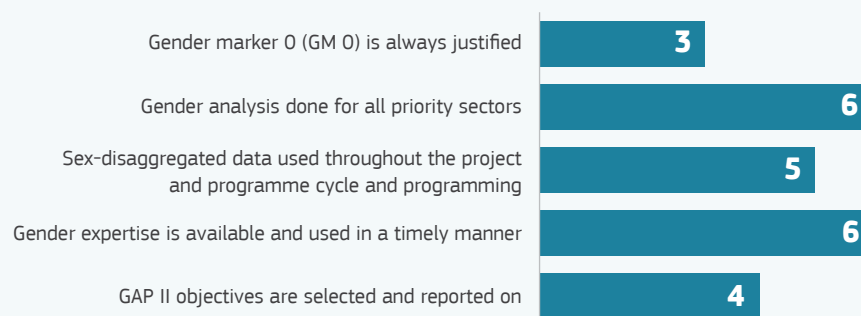 Gender marker 0 (GM 0) is always justified
3
Gender analysis done for all priority sectors
6
Sex-disaggregated data used throughout the project
and programme cycle and programming
5
Gender expertise is available and used in a timely manner
6
GAP II objectives are selected and reported on
4